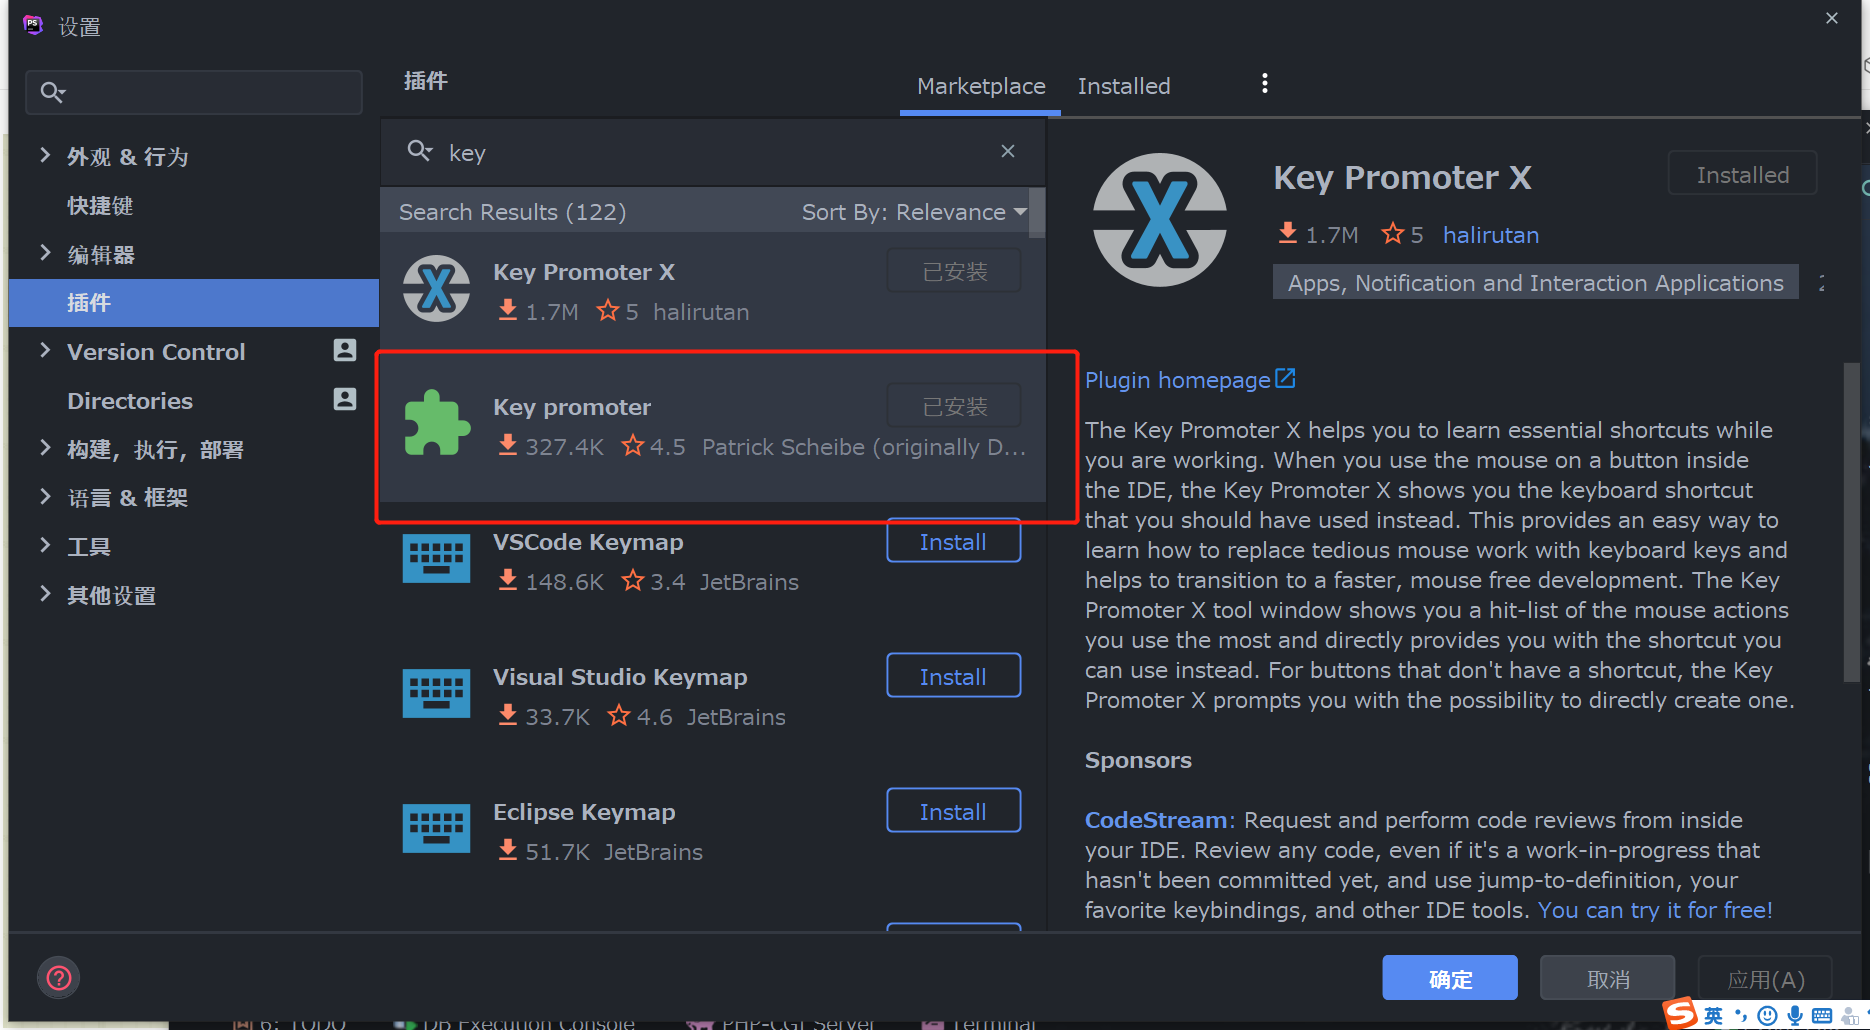 PS
设置
插件
Marketplace
Installed
key
外观 & 行为
快捷键
编辑器
插件
Version Control
Directories
构建，执行，部署
语言 & 框架
工具
其他设置
Search Results (122)
Sort By: Relevance
Key Promoter X
已安装
1.7M
5
halirutan
Key promoter
已安装
327.4K
4.5
Patrick Scheibe (originally D...
VSCode Keymap
Install
148.6K
3.4
JetBrains
Visual Studio Keymap
Install
33.7K
4.6
JetBrains
Eclipse Keymap
Install
51.7K
JetBrains
Key Promoter X
Installed
1.7M
5
halirutan
Apps, Notification and Interaction Applications
Plugin homepage
The Key Promoter X helps you to learn essential shortcuts while
you are working. When you use the mouse on a button inside
the IDE, the Key Promoter X shows you the keyboard shortcut
that you should have used instead. This provides an easy way to
learn how to replace tedious mouse work with keyboard keys and
helps to transition to a faster, mouse free development. The Key
Promoter X tool window shows you a hit-list of the mouse actions
you use the most and directly provides you with the shortcut you
can use instead. For buttons that don't have a shortcut, the Key
Promoter X prompts you with the possibility to directly create one.
Sponsors
CodeStream: Request and perform code reviews from inside
your IDE. Review any code, even if it's a work-in-progress that
hasn't been committed yet, and use jump-to-definition, your
favorite keybindings, and other IDE tools. You can try it for free!
确定
取消
应用(A)
6: TODO
DB Execution Console
PHP-CGI Server
Terminal
英